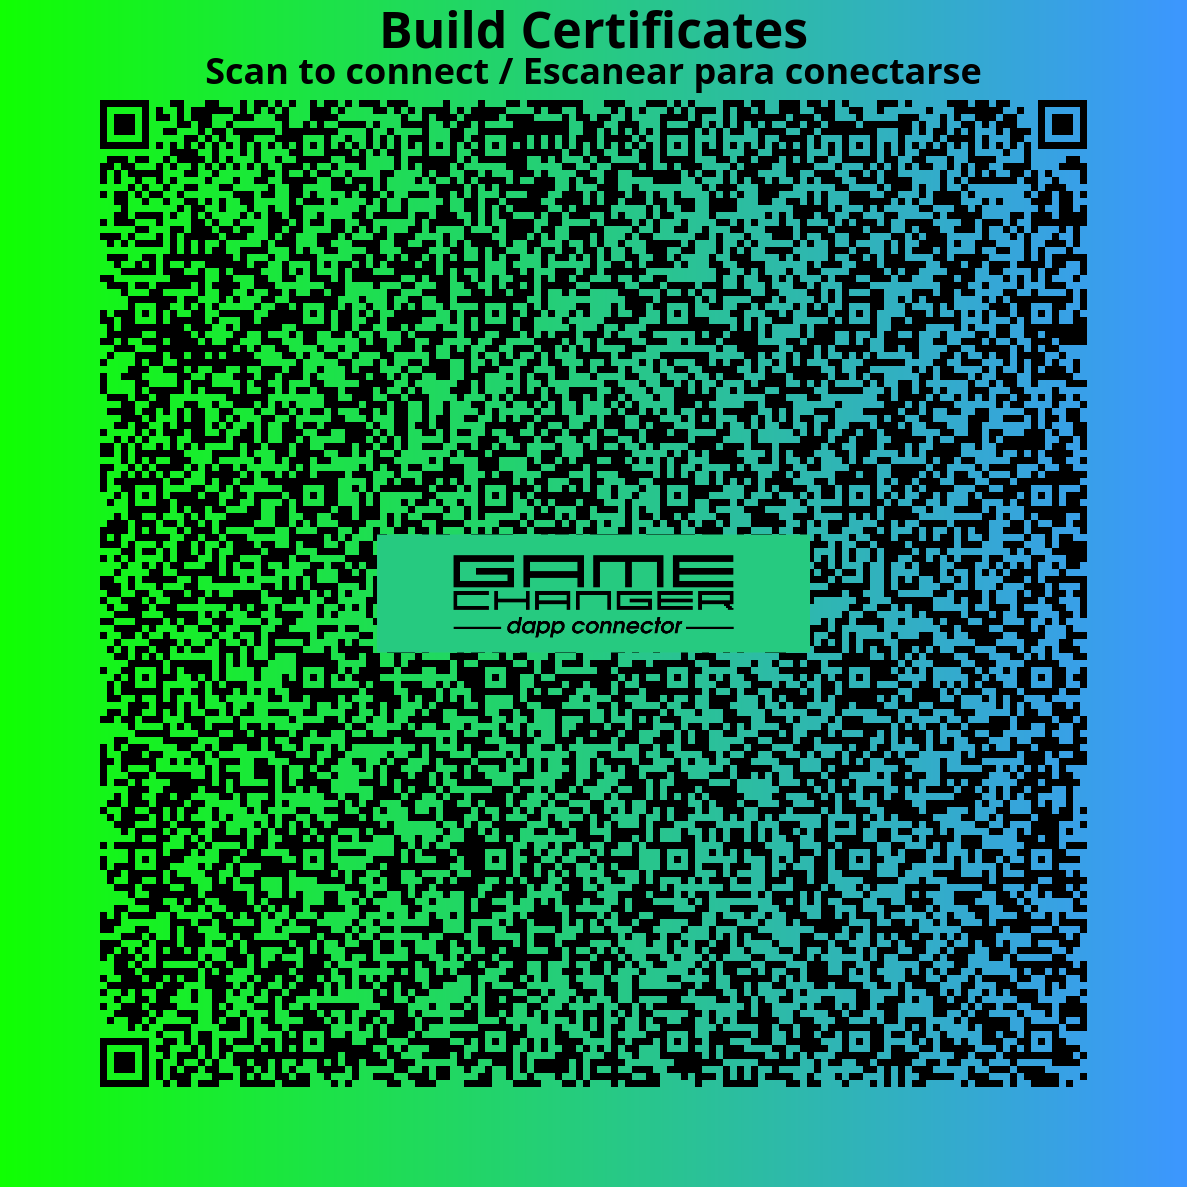 Build Certificates
Scan to connect / Escanear para conectarse
GAME
CHANGER
dapp connector